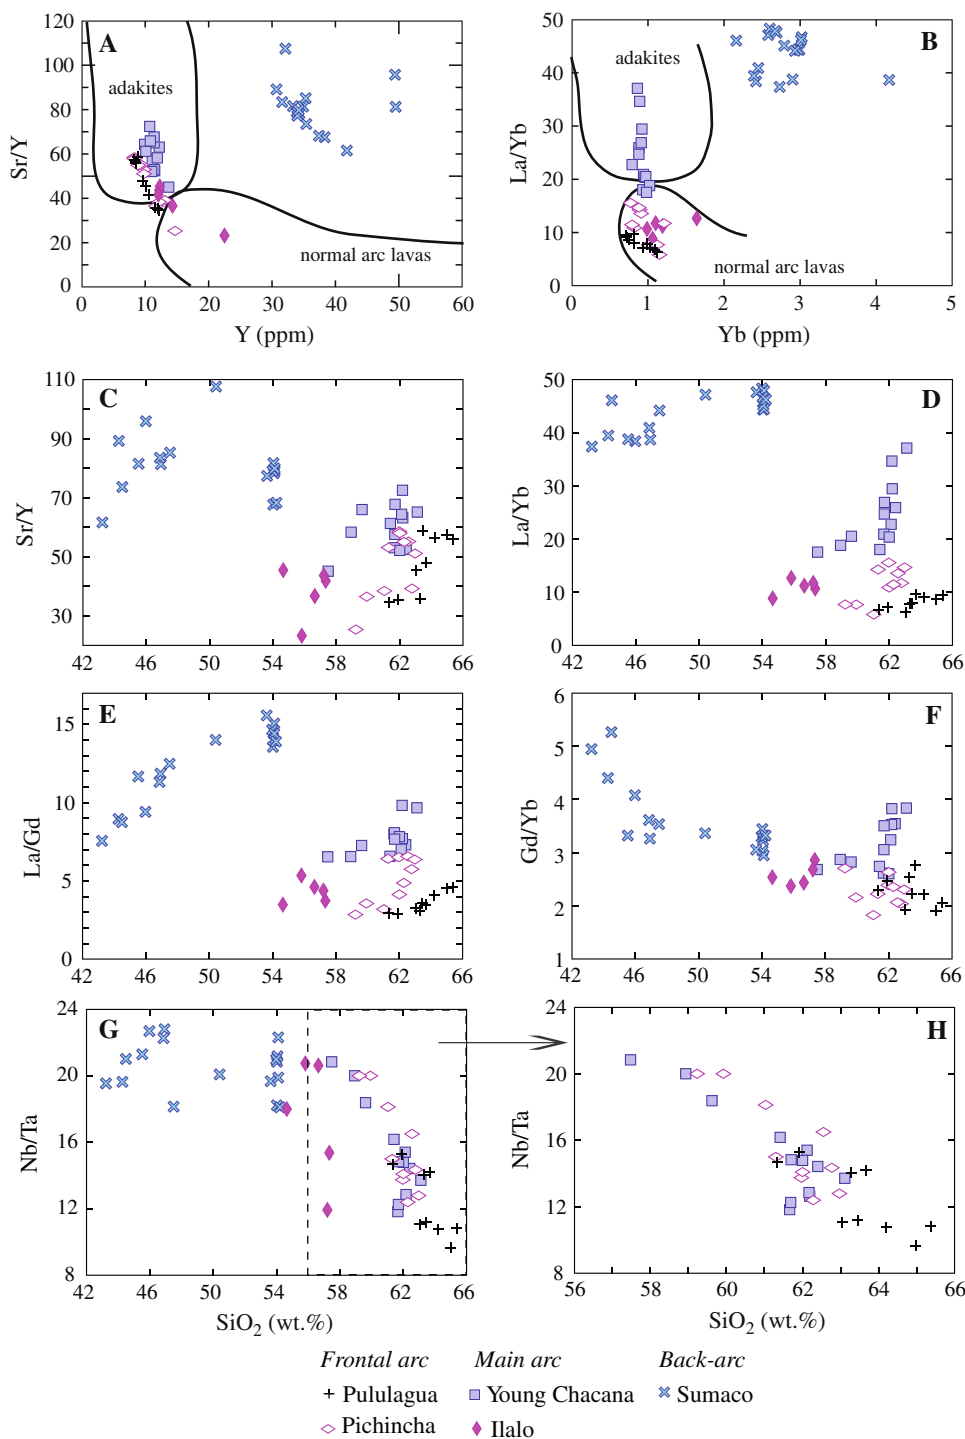 A
B
C
D
E
F
G
H
120
100
80
60
40
20
0
Sr/Y
adakites
normal arc lavas
0 10 20 30 40 50 60
Y (ppm)
50
40
30
20
10
0
La/Yb
adakites
normal arc lavas
0 1 2 3 4 5
Yb (ppm)
110
90
70
50
30
Sr/Y
42 46 50 54 58 62 66
50
40
30
20
10
0
La/Yb
42 46 50 54 58 62 66
15
10
5
0
La/Gd
42 46 50 54 58 62 66
6
5
4
3
2
1
Gd/Yb
42 46 50 54 58 62 66
24
20
16
12
8
Nb/Ta
42 46 50 54 58 62 66
SiO₂ (wt.%)
24
20
16
12
8
Nb/Ta
56 58 60 62 64 66
SiO₂ (wt.%)
Frontal arc Main arc Back-arc
Pululagua Young Chacana Sumaco
Pichincha Ilalo